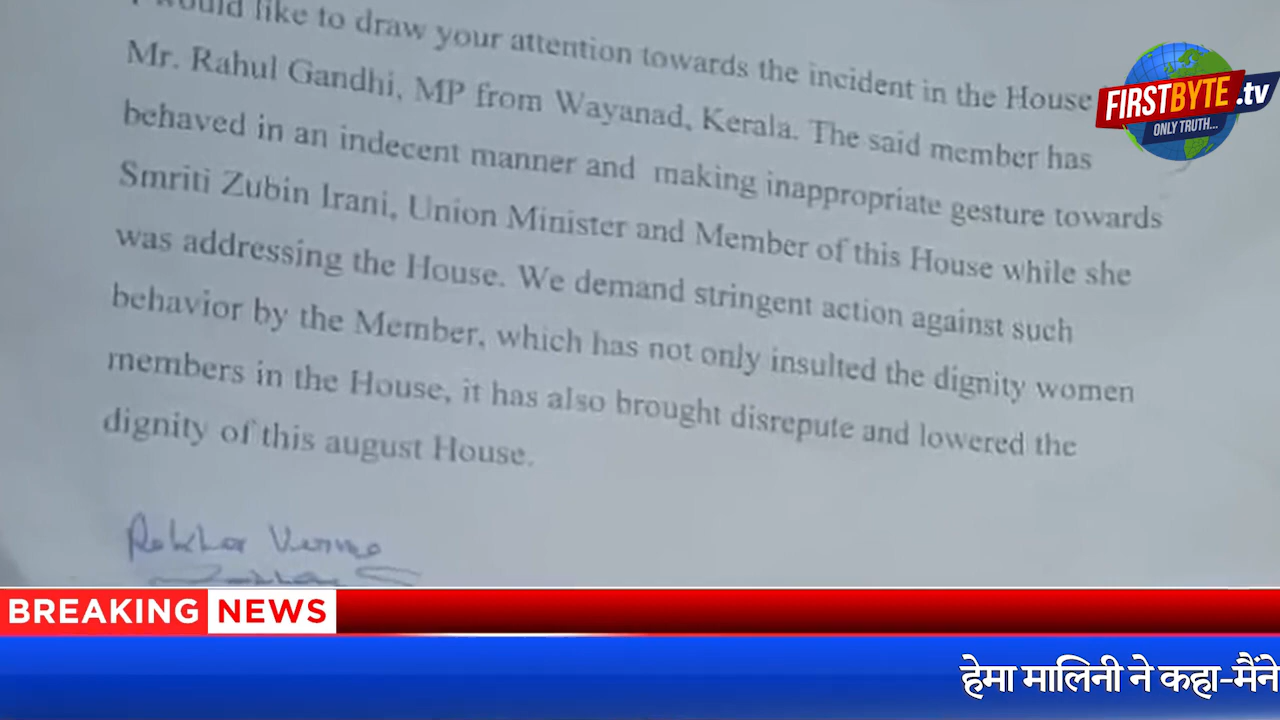 I would like to draw your attention towards the incident in the House
Mr. Rahul Gandhi, MP from Wayanad, Kerala. The said member has
behaved in an indecent manner and making inappropriate gesture towards
Smriti Zubin Irani, Union Minister and Member of this House while she
was addressing the House. We demand stringent action against such
behavior by the Member, which has not only insulted the dignity women
members in the House, it has also brought disrepute and lowered the
dignity of this august House.
Rekha Verma
FIRSTBYTE.tv
ONLY TRUTH...
BREAKING NEWS
हेमा मालिनी ने कहा-मैंने